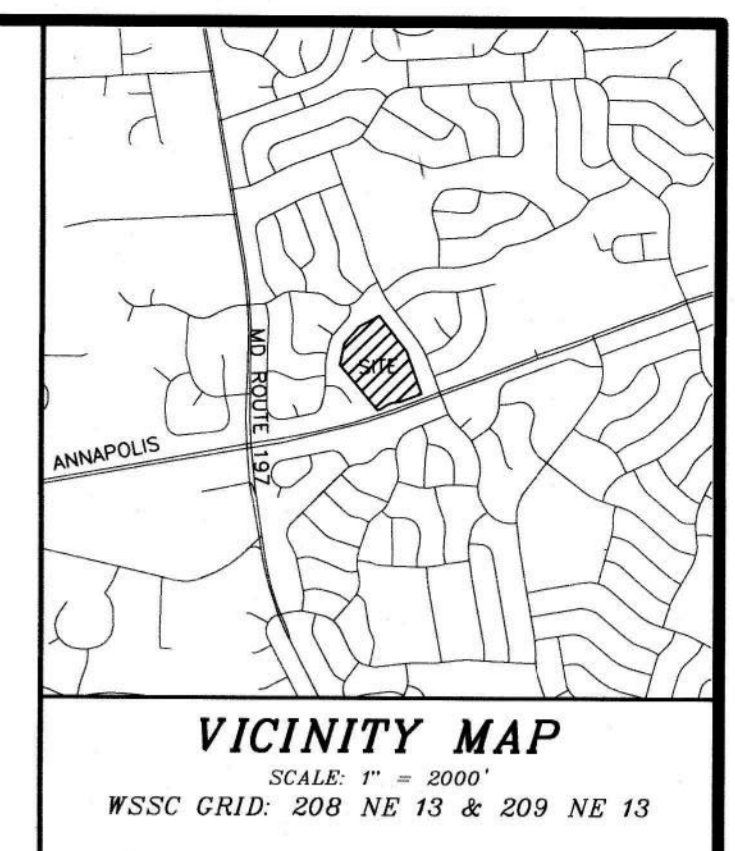 SITE
MD ROUTE 197
ANNAPOLIS
VICINITY MAP
SCALE: 1" = 2000'
WSSC GRID: 208 NE 13 & 209 NE 13